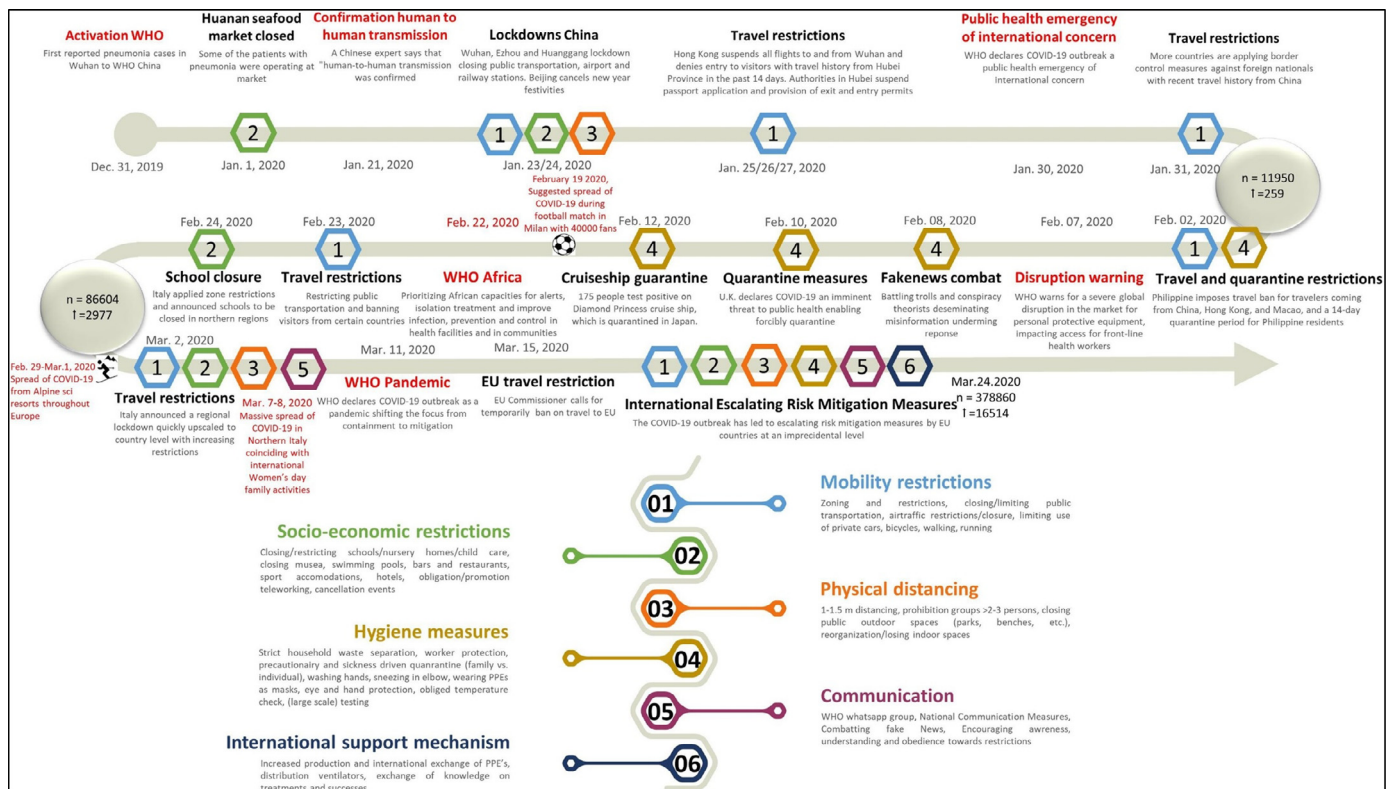 Activation WHO
First reported pneumonia cases in
Wuhan to WHO China
Huanan seafood
market closed
Some of the patients with
pneumonia were operating at
market
Confirmation human to
human transmission
A Chinese expert says that
"human-to-human transmission
was confirmed
Lockdowns China
Wuhan, Ezhou and Huanggang lockdown
closing public transportation, airport and
railway stations. Beijing cancels new year
festivities
Travel restrictions
Hong Kong suspends all flights to and from Wuhan and
denies entry to visitors with travel history from Hubei
Province in the past 14 days. Authorities in Hubei suspend
passport application and provision of exit and entry permits
Public health emergency
of international concern
WHO declares COVID-19 outbreak a
public health emergency of
International concern
Travel restrictions
More countries are applying border
control measures against foreign nationals
with recent travel history from China
2
1
2
3
1
1
Dec. 31, 2019
Jan. 1, 2020
Jan. 21, 2020
Jan. 23/24, 2020
Jan. 25/26/27, 2020
Jan. 30, 2020
Jan. 31, 2020
n = 11950
†=259
February 19 2020,
Suggested spread of
COVID-19 during
football match in
Milan with 40000 fans
Feb. 24, 2020
Feb. 23, 2020
Feb. 22, 2020
Feb. 12, 2020
Feb. 10, 2020
Feb. 08, 2020
Feb. 07, 2020
Feb. 02, 2020
2
1
4
4
4
1
4
School closure
Italy applied zone restrictions
and announced schools to be
closed in northern regions
Travel restrictions
Restricting public
transportation and banning
visitors from certain countries
WHO Africa
Prioritizing African capacities for alerts,
isolation treatment and improve
infection, prevention and control in
health facilities and in communities
Cruiseship guarantine
175 people test positive on
Diamond Princess cruise ship,
which is quarantined in Japan.
Quarantine measures
U.K. declares COVID-19 an imminent
threat to public health enabling
forcibly quarantine
Fakenews combat
Battling trolls and conspiracy
theorists deseminating
misinformation underming
reponse
Disruption warning
WHO warns for a severe global
disruption in the market for
personal protective equipment,
impacting access for front-line
health workers
Travel and quarantine restrictions
Philippine imposes travel ban for travelers coming
from China, Hong Kong, and Macao, and a 14-day
quarantine period for Philippine residents
n = 86604
†=2977
Feb. 29-Mar.1, 2020
Spread of COVID-19
from Alpine sci
resorts throughout
Europe
Mar. 2, 2020
Mar. 11, 2020
Mar. 15, 2020
1
2
3
5
1
2
3
4
5
6
Travel restrictions
Italy announced a regional
lockdown quickly upscaled to
country level with increasing
restrictions
Mar. 7-8, 2020
Massive spread of
COVID-19 in
Northern Italy
coinciding with
international
Women's day
family activities
WHO Pandemic
WHO declares COVID-19 outbreak as a
pandemic shifting the focus from
containment to mitigation
EU travel restriction
EU Commissioner calls for
temporarily ban on travel to EU
International Escalating Risk Mitigation Measures
The COVID-19 outbreak has led to escalating risk mitigation measures by EU
countries at an imprecidental level
Mar.24.2020
n = 378860
†=16514
01
Mobility restrictions
Zoning and restrictions, closing/limiting public
transportation, airtraffic restrictions/closure, limiting use
of private cars, bicycles, walking, running
Socio-economic restrictions
Closing/restricting schools/nursery homes/child care,
closing musea, swimming pools, bars and restaurants,
sport accomodations, hotels, obligation/promotion
teleworking, cancellation events
02
03
Physical distancing
1-1.5 m distancing, prohibition groups >2-3 persons, closing
public outdoor spaces (parks, benches, etc.),
reorganization/losing indoor spaces
Hygiene measures
Strict household waste separation, worker protection,
precautionairy and sickness driven quanrantine (family vs.
individual), washing hands, sneezing in elbow, wearing PPEs
as masks, eye and hand protection, obliged temperature
check, (large scale) testing
04
05
Communication
WHO whatsapp group, National Communication Measures,
Combatting fake News, Encouraging awreness,
understanding and obedience towards restrictions
International support mechanism
Increased production and international exchange of PPE's,
distribution ventilators, exchange of knowledge on
treatments and successes
06